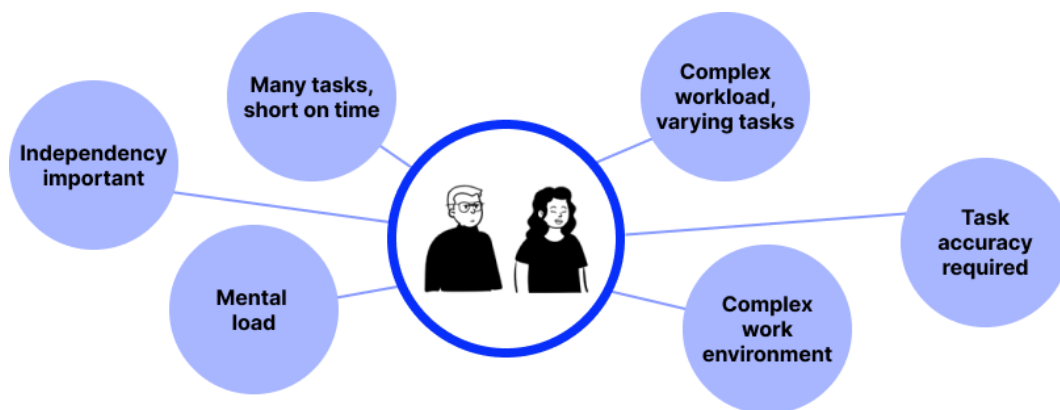 Many tasks,
short on time
Complex
workload,
varying tasks
Independency
important
Task
accuracy
required
Mental
load
Complex
work
environment